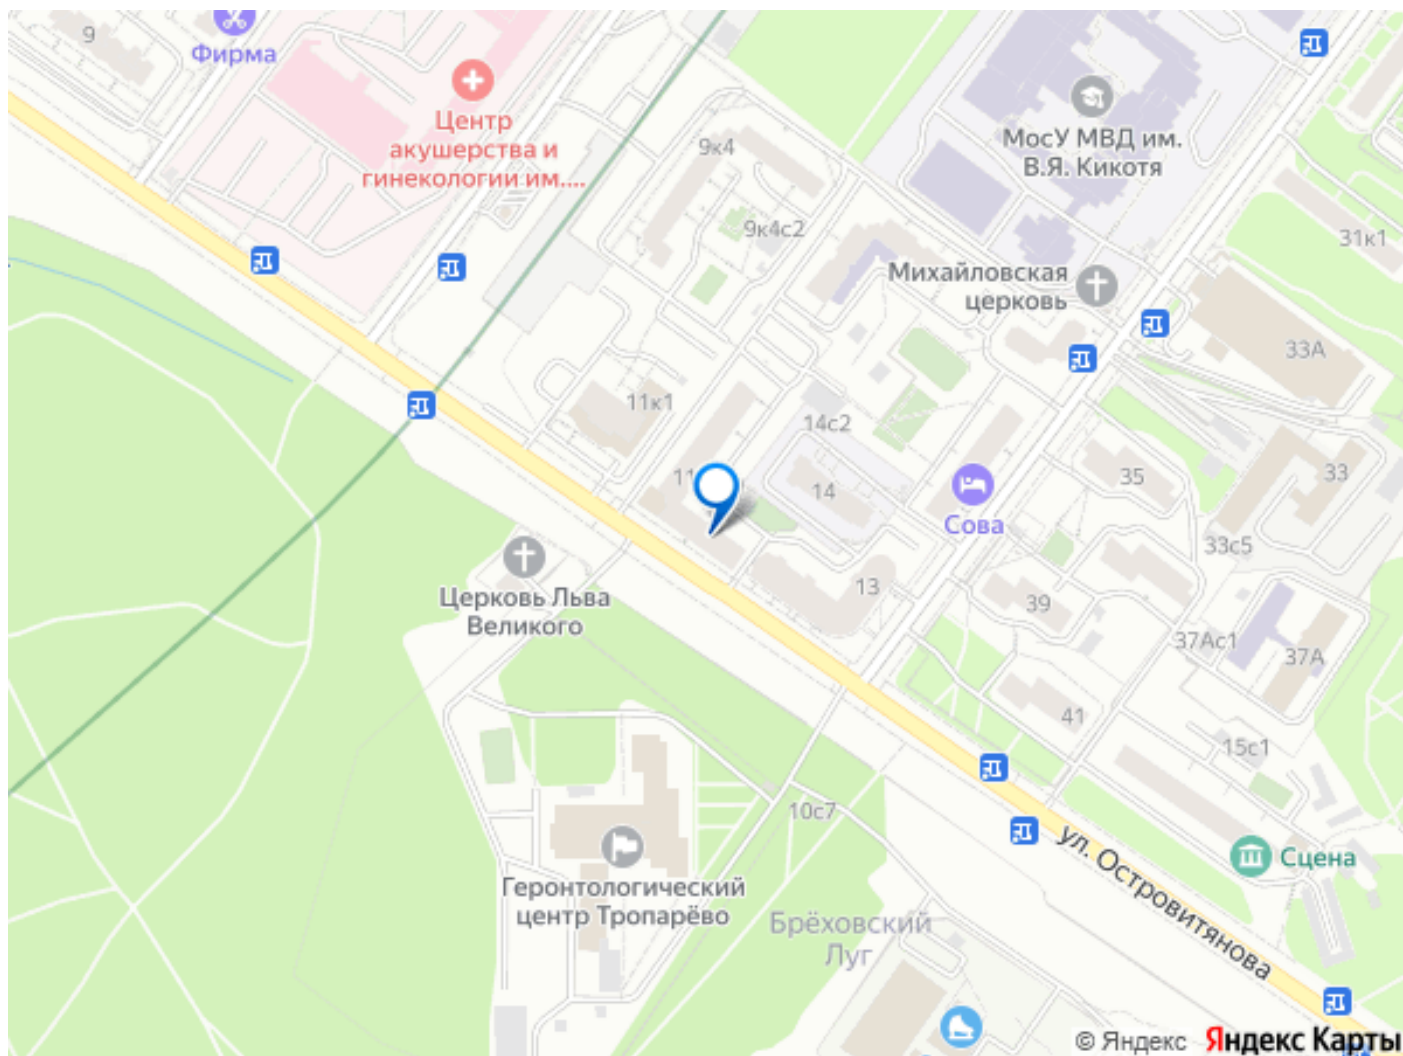 9
Фирма
Центр
акушерства и
гинекологии им....
9к4
МосУ МВД им.
В.Я. Кикотя
9к4с2
31к1
Михайловская
церковь
33А
11к1
14с2
11
14
Сова
35
33
33с5
Церковь Льва
Великого
13
39
37Ас1
37А
41
15с1
10с7
ул. Островитянова
Сцена
Геронтологический
центр Тропарёво
Брёховский
Луг
© Яндекс Яндекс Карты